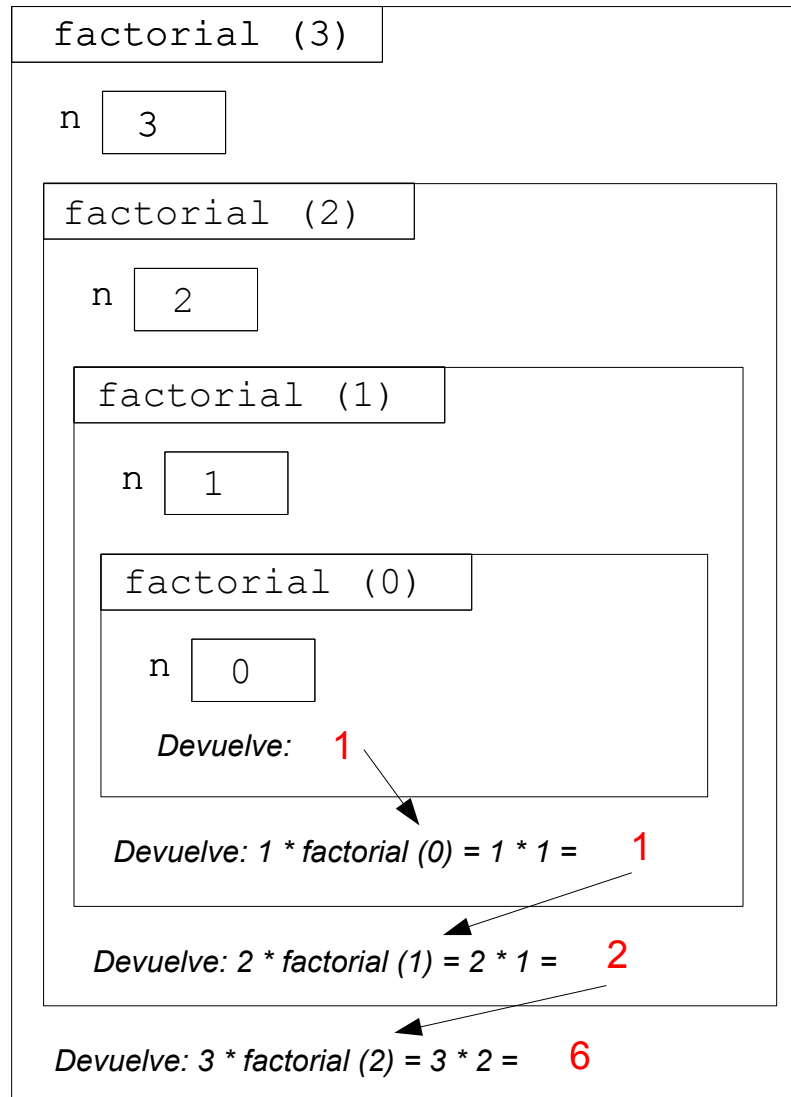 factorial (3)
n 3
factorial (2)
n 2
factorial (1)
n 1
factorial (0)
n 0
Devuelve: 1
Devuelve: 1 * factorial (0) = 1 * 1 = 1
Devuelve: 2 * factorial (1) = 2 * 1 = 2
Devuelve: 3 * factorial (2) = 3 * 2 = 6